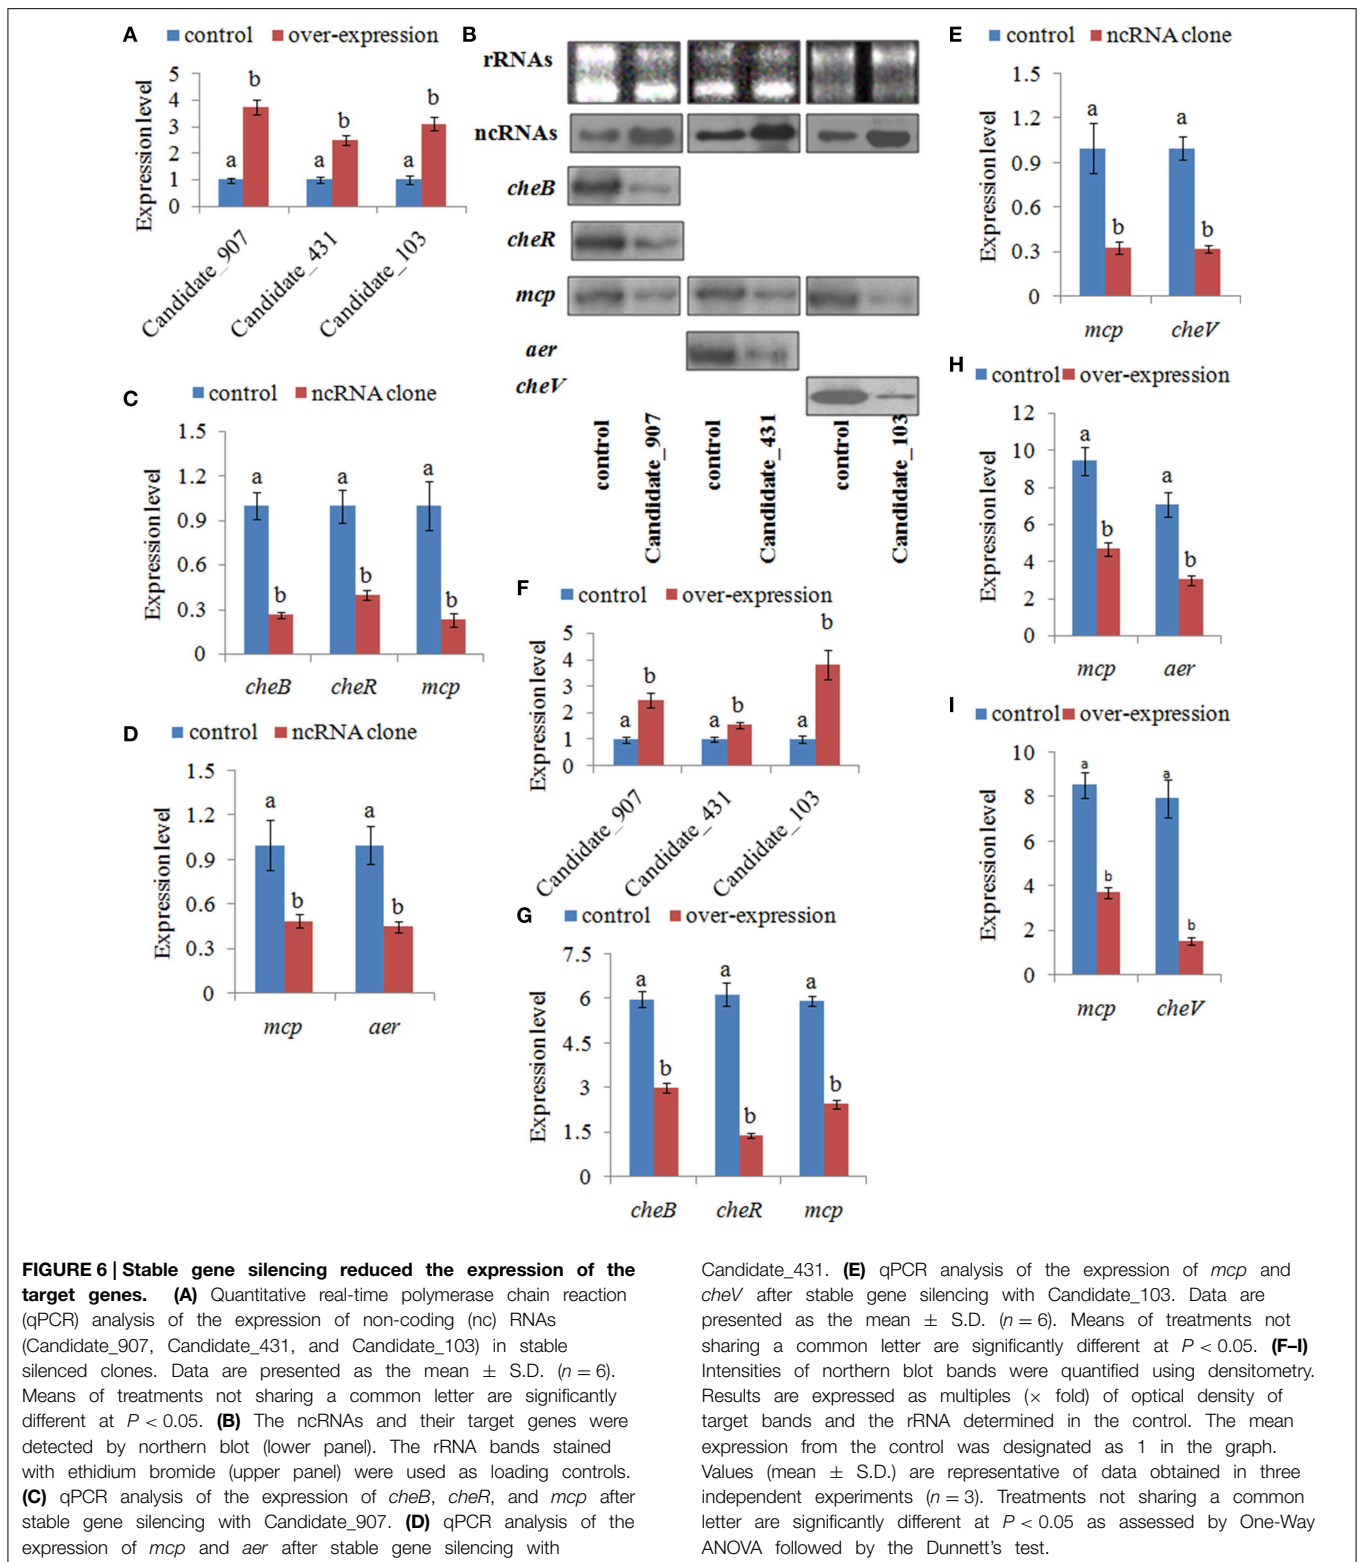 A
control over-expression
Expression level
5
4
3
2
1
0
a b a b a b
Candidate_907
Candidate_431
Candidate_103
B
rRNAs
ncRNAs
cheB
cheR
mcp
aer
cheV
control
Candidate_907
control
Candidate_431
control
Candidate_103
C
control ncRNA clone
Expression level
1.5
1.2
0.9
0.6
0.3
0
a b a b a b
cheB cheR mcp
D
control ncRNA clone
Expression level
1.5
1.2
0.9
0.6
0.3
0
a b a b
mcp aer
E
control ncRNA clone
Expression level
1.5
1.2
0.9
0.6
0.3
0
a b a b
mcp cheV
F
control over-expression
Expression level
5
4
3
2
1
0
a b a b a b
Candidate_907
Candidate_431
Candidate_103
G
control over-expression
Expression level
7.5
6
4.5
3
1.5
0
a b a b a b
cheB cheR mcp
H
control over-expression
Expression level
12
10
8
6
4
2
0
a b a b
mcp aer
I
control over-expression
Expression level
10
8
6
4
2
0
a b a b
mcp cheV
FIGURE 6 | Stable gene silencing reduced the expression of the
target genes. (A) Quantitative real-time polymerase chain reaction
(qPCR) analysis of the expression of non-coding (nc) RNAs
(Candidate_907, Candidate_431, and Candidate_103) in stable
silenced clones. Data are presented as the mean ± S.D. (n = 6).
Means of treatments not sharing a common letter are significantly
different at P < 0.05. (B) The ncRNAs and their target genes were
detected by northern blot (lower panel). The rRNA bands stained
with ethidium bromide (upper panel) were used as loading controls.
(C) qPCR analysis of the expression of cheB, cheR, and mcp after
stable gene silencing with Candidate_907. (D) qPCR analysis of the
expression of mcp and aer after stable gene silencing with
Candidate_431. (E) qPCR analysis of the expression of mcp and
cheV after stable gene silencing with Candidate_103. Data are
presented as the mean ± S.D. (n = 6). Means of treatments not
sharing a common letter are significantly different at P < 0.05. (F–I)
Intensities of northern blot bands were quantified using densitometry.
Results are expressed as multiples (× fold) of optical density of
target bands and the rRNA determined in the control. The mean
expression from the control was designated as 1 in the graph.
Values (mean ± S.D.) are representative of data obtained in three
independent experiments (n = 3). Treatments not sharing a common
letter are significantly different at P < 0.05 as assessed by One-Way
ANOVA followed by the Dunnett's test.